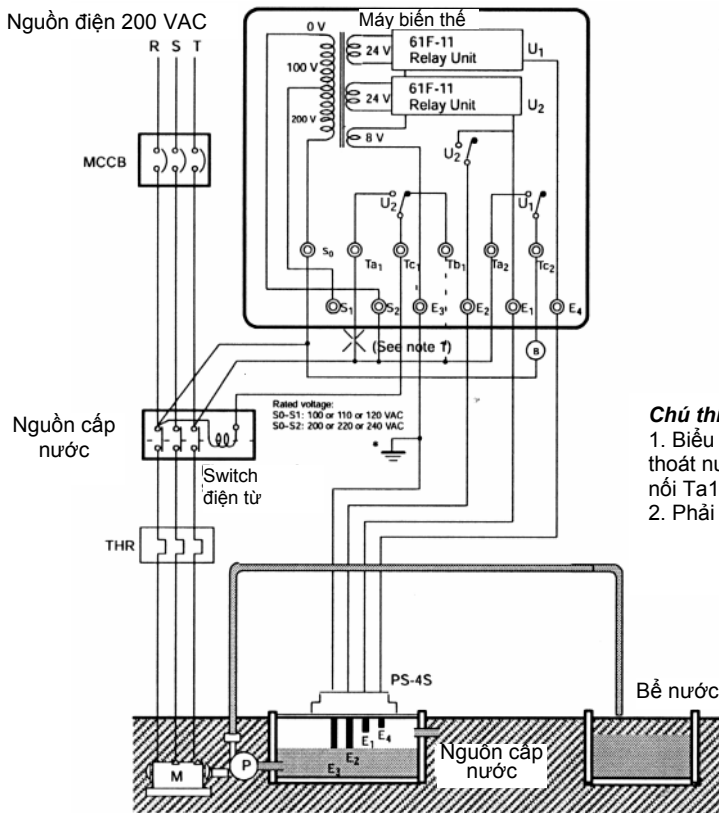 Nguồn điện 200 VAC
R S T
MCCB
Máy biến thế
0 V
100 V
200 V
24 V
24 V
8 V
61F-11
Relay Unit
U1
61F-11
Relay Unit
U2
U2
U2
U1
S0
Ta1
Tc1
Tb1
Ta2
Tc2
S1
S2
E3
E2
E1
E4
(See note 1)
B
Rated voltage:
S0-S1: 100 or 110 or 120 VAC
S0-S2: 200 or 220 or 240 VAC
Nguồn cấp
nước
Switch
điện từ
THR
Chú thí
1. Biểu
thoát nu
nối Ta1
2. Phải
PS-4S
Bể nước
E1
E4
E2
E3
Nguồn cấp
nước
M
P